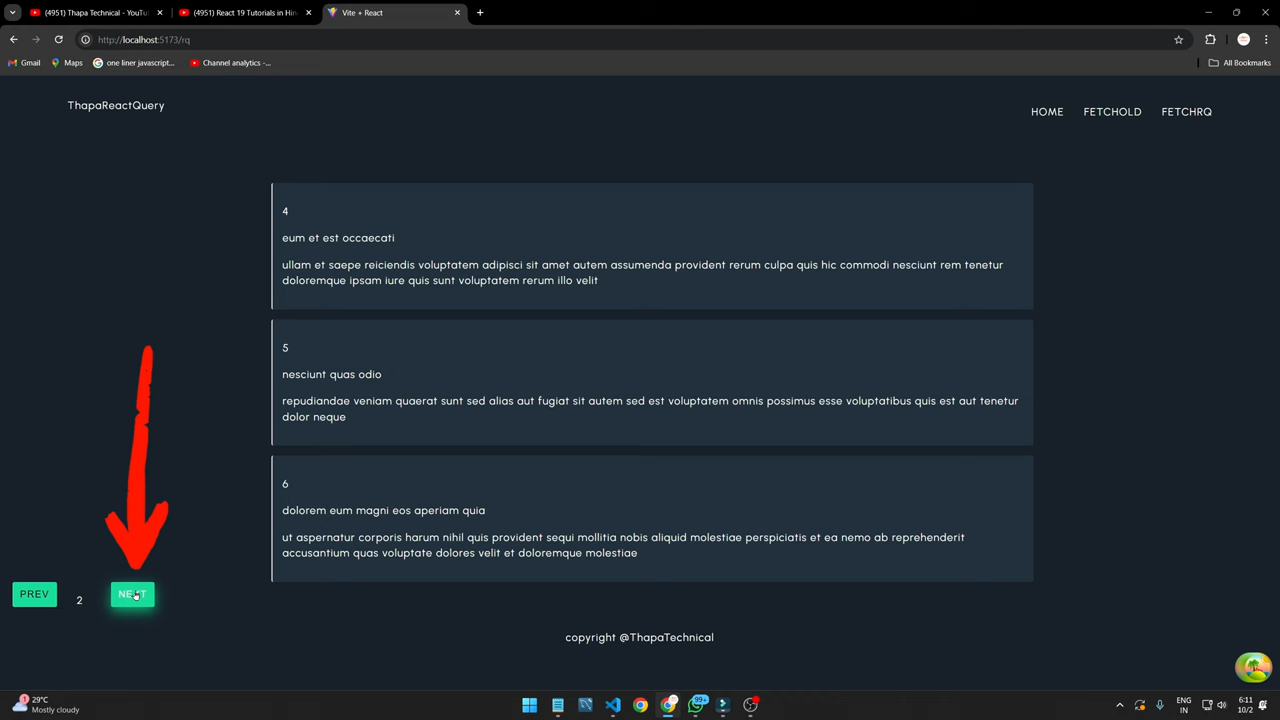 (4951) Thapa Technical - YouTu
(4951) React 19 Tutorials in Hin
Vite + React
http://localhost:5173/rq
Gmail
Maps
one liner javascript...
Channel analytics -...
All Bookmarks
ThapaReactQuery
HOME
FETCHOLD
FETCHRQ
4
eum et est occaecati
ullam et saepe reiciendis voluptatem adipisci sit amet autem assumenda provident rerum culpa quis hic commodi nesciunt rem tenetur
doloremque ipsam iure quis sunt voluptatem rerum illo velit
5
nesciunt quas odio
repudiandae veniam quaerat sunt sed alias aut fugiat sit autem sed est voluptatem omnis possimus esse voluptatibus quis est aut tenetur
dolor neque
6
dolorem eum magni eos aperiam quia
ut aspernatur corporis harum nihil quis provident sequi mollitia nobis aliquid molestiae perspiciatis et ea nemo ab reprehenderit
accusantium quas voluptate dolores velit et doloremque molestiae
PREV
2
NEXT
copyright @ThapaTechnical
1
29°C
Mostly cloudy
99+
ENG
IN
6:11
10/2